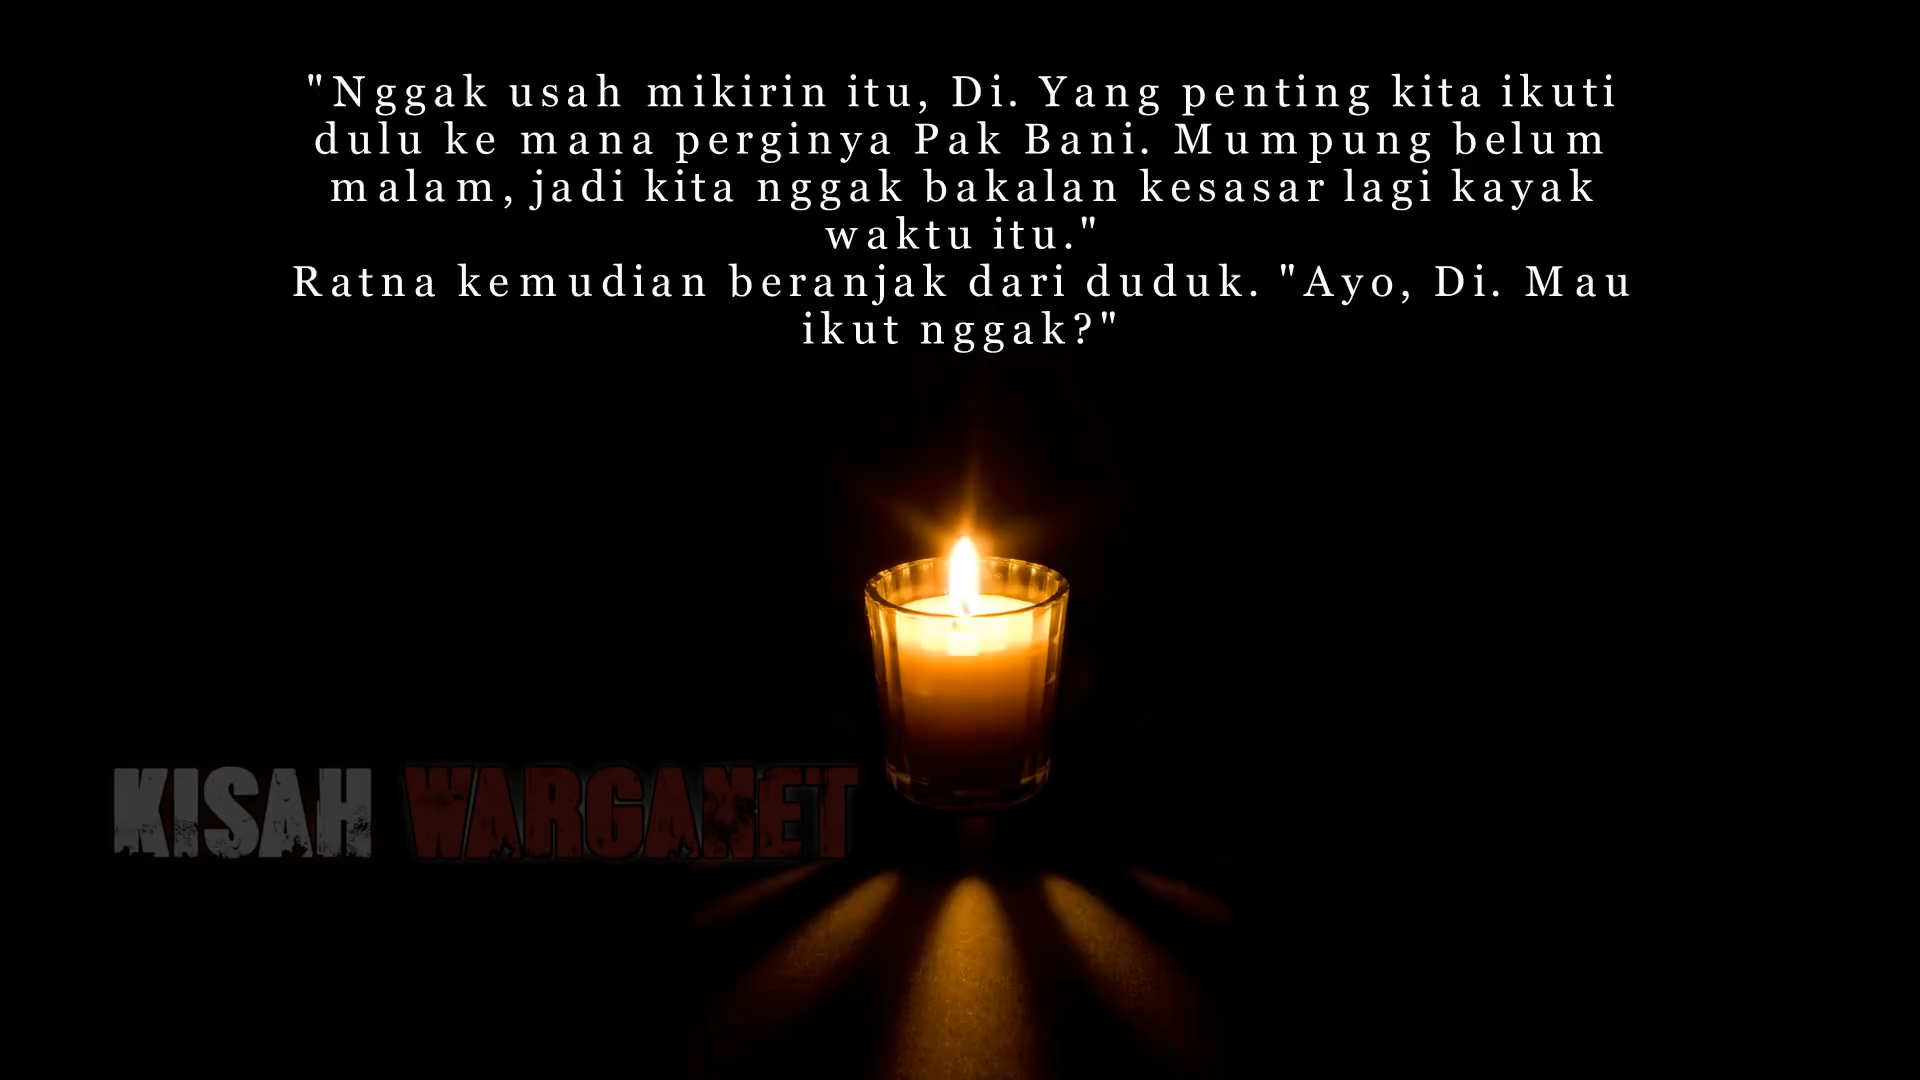 "Nggak usah mikirin itu, Di. Yang penting kita ikuti
dulu ke mana perginya Pak Bani. Mumpung belum
malam, jadi kita nggak bakalan kesasar lagi kayak
waktu itu."
Ratna kemudian beranjak dari duduk. "Ayo, Di. Mau
ikut nggak?"
KISAH WARGANET